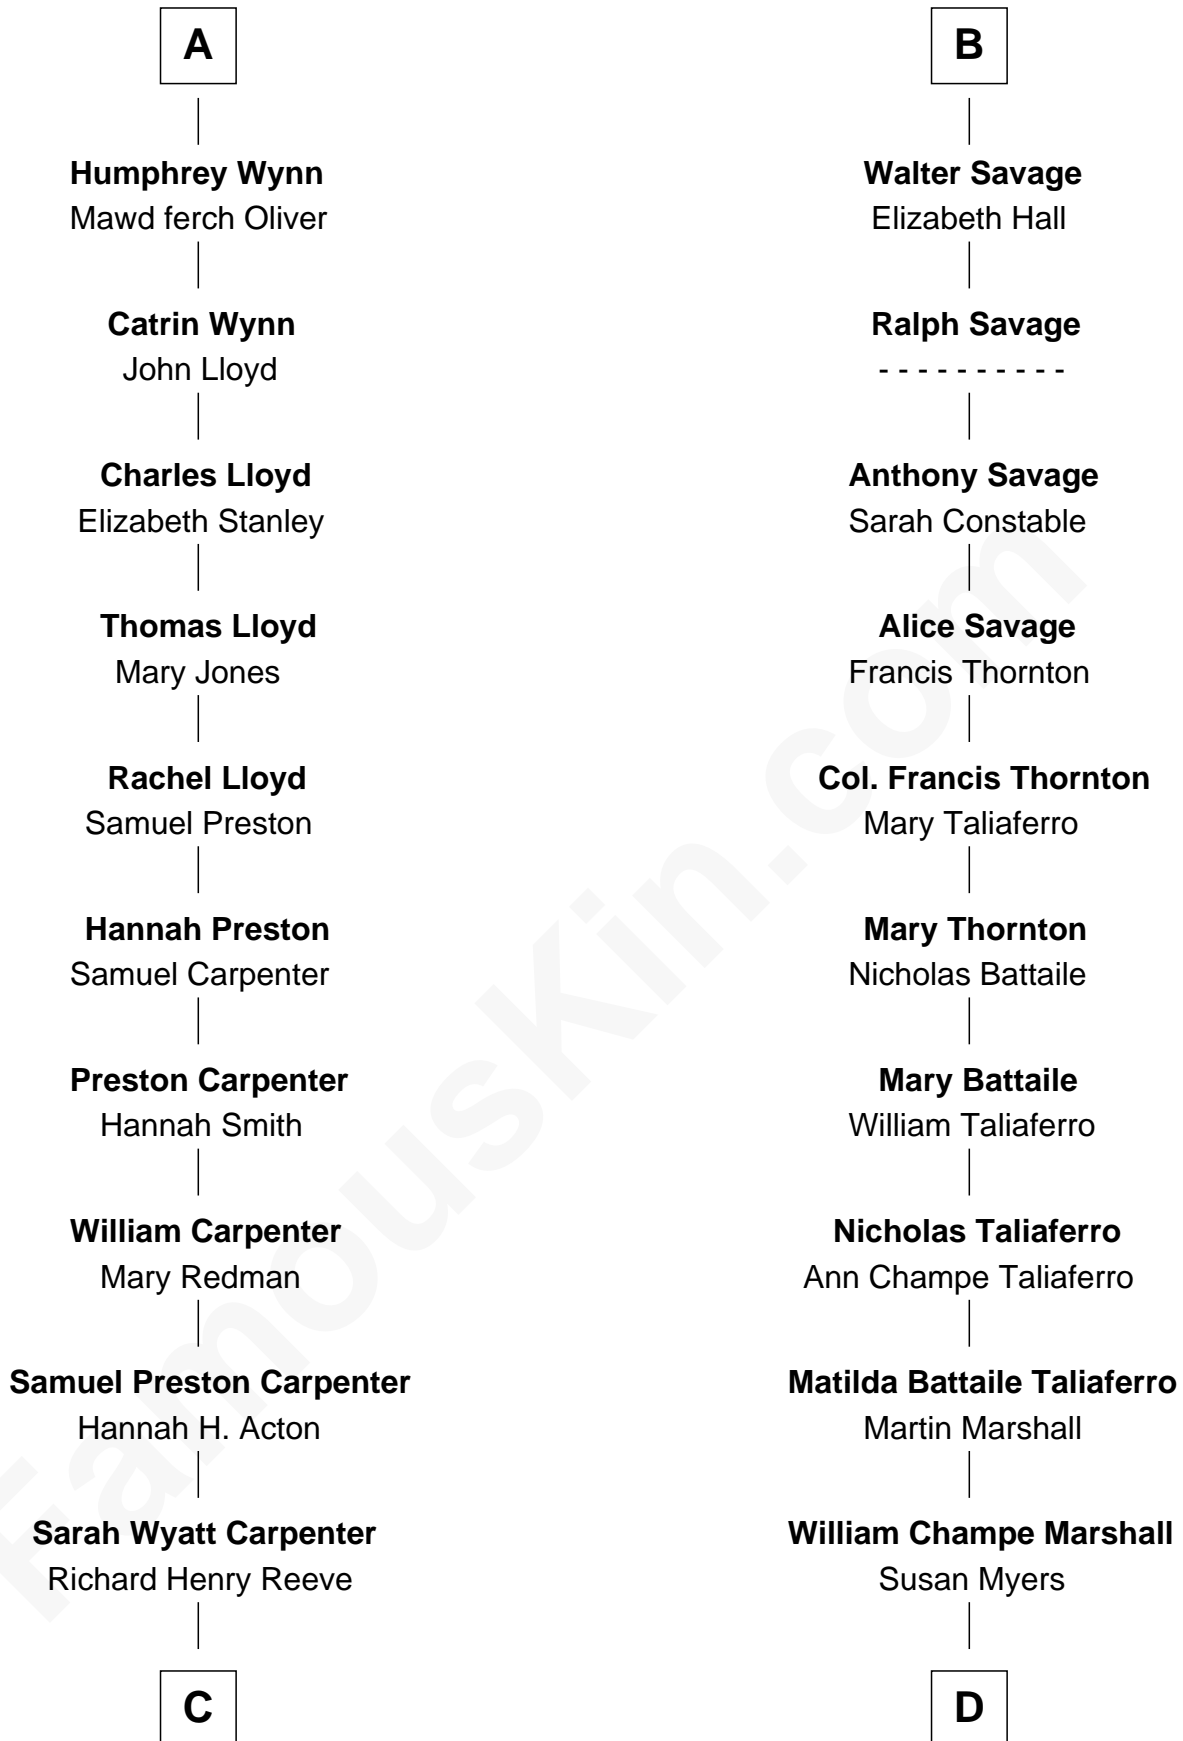 A
Humphrey Wynn
Mawd ferch Oliver
Catrin Wynn
John Lloyd
Charles Lloyd
Elizabeth Stanley
Thomas Lloyd
Mary Jones
Rachel Lloyd
Samuel Preston
Hannah Preston
Samuel Carpenter
Preston Carpenter
Hannah Smith
William Carpenter
Mary Redman
Samuel Preston Carpenter
Hannah H. Acton
Sarah Wyatt Carpenter
Richard Henry Reeve
C
B
Walter Savage
Elizabeth Hall
Ralph Savage
- - - - - - - - - -
Anthony Savage
Sarah Constable
Alice Savage
Francis Thornton
Col. Francis Thornton
Mary Taliaferro
Mary Thornton
Nicholas Battaile
Mary Battaile
William Taliaferro
Nicholas Taliaferro
Ann Champe Taliaferro
Matilda Battaile Taliaferro
Martin Marshall
William Champe Marshall
Susan Myers
D
FamousKin.com